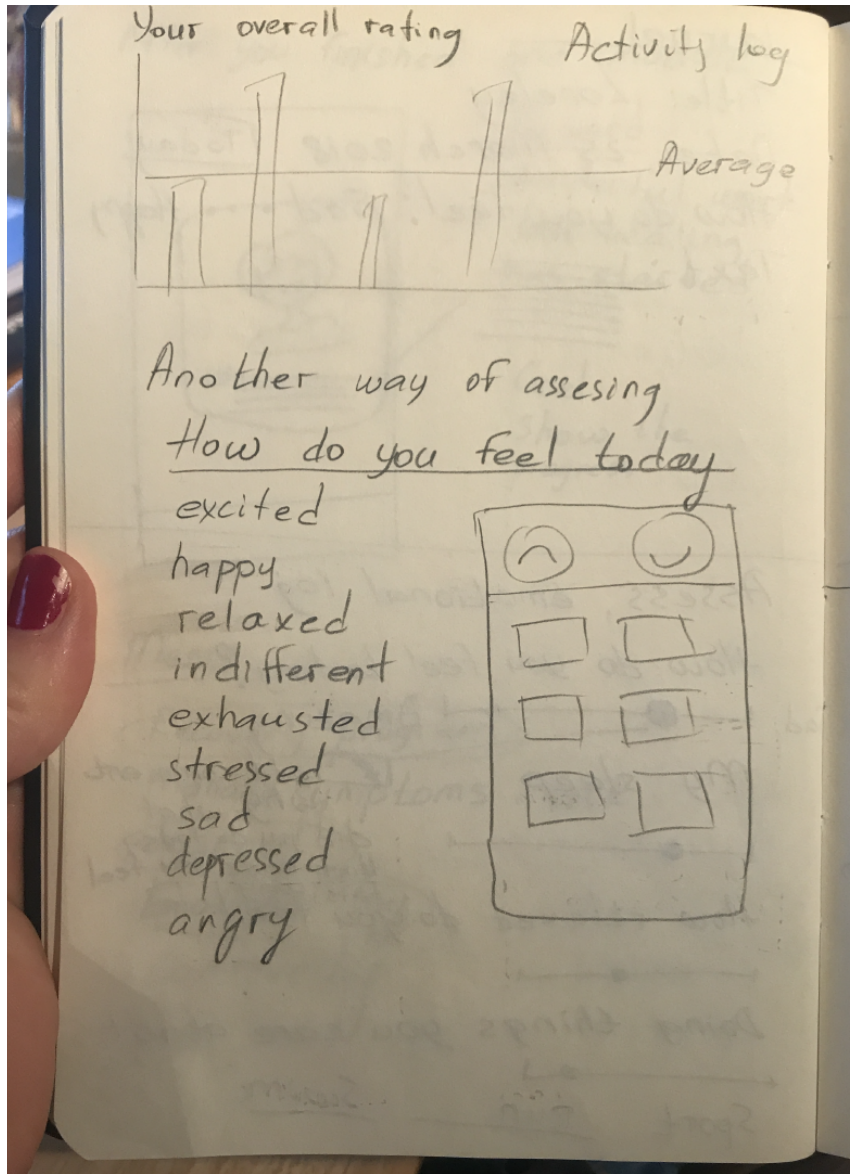 Your overall rating
Activity log
Average
Another way of assesing
How do you feel today
excited
happy
relaxed
indifferent
exhausted
stressed
sad
depressed
angry